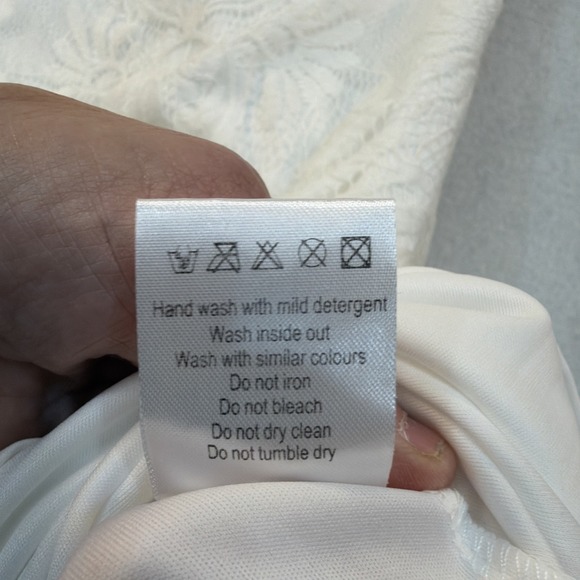 Hand wash with mild detergent
Wash inside out
Wash with similar colours
Do not iron
Do not bleach
Do not dry clean
Do not tumble dry